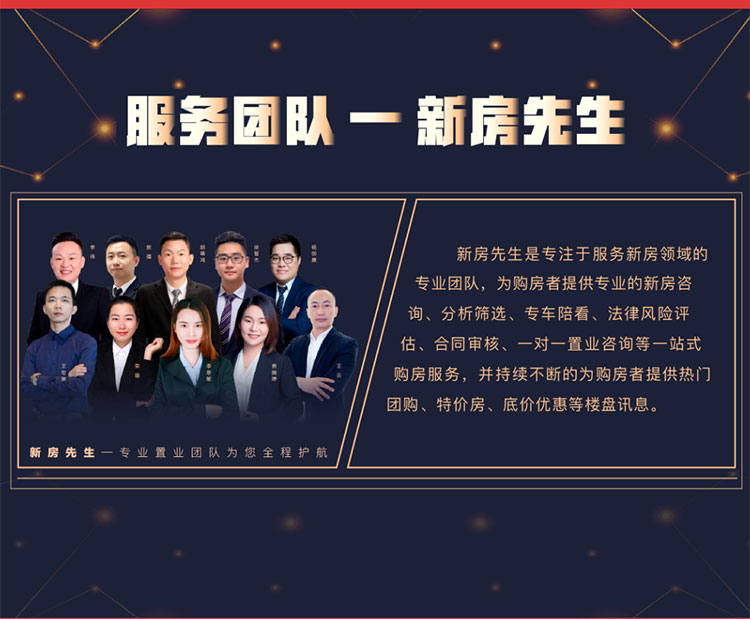 服务团队 — 新房先生
李伟
新房先生是专注于服务新房领域的
专业团队，为购房者提供专业的新房咨
询、分析筛选、专车陪看、法律风险评
估、合同审核、一对一置业咨询等一站式
购房服务，并持续不断的为购房者提供热门
团购、特价房、底价优惠等楼盘讯息。
新房先生—专业置业团队为您全程护航